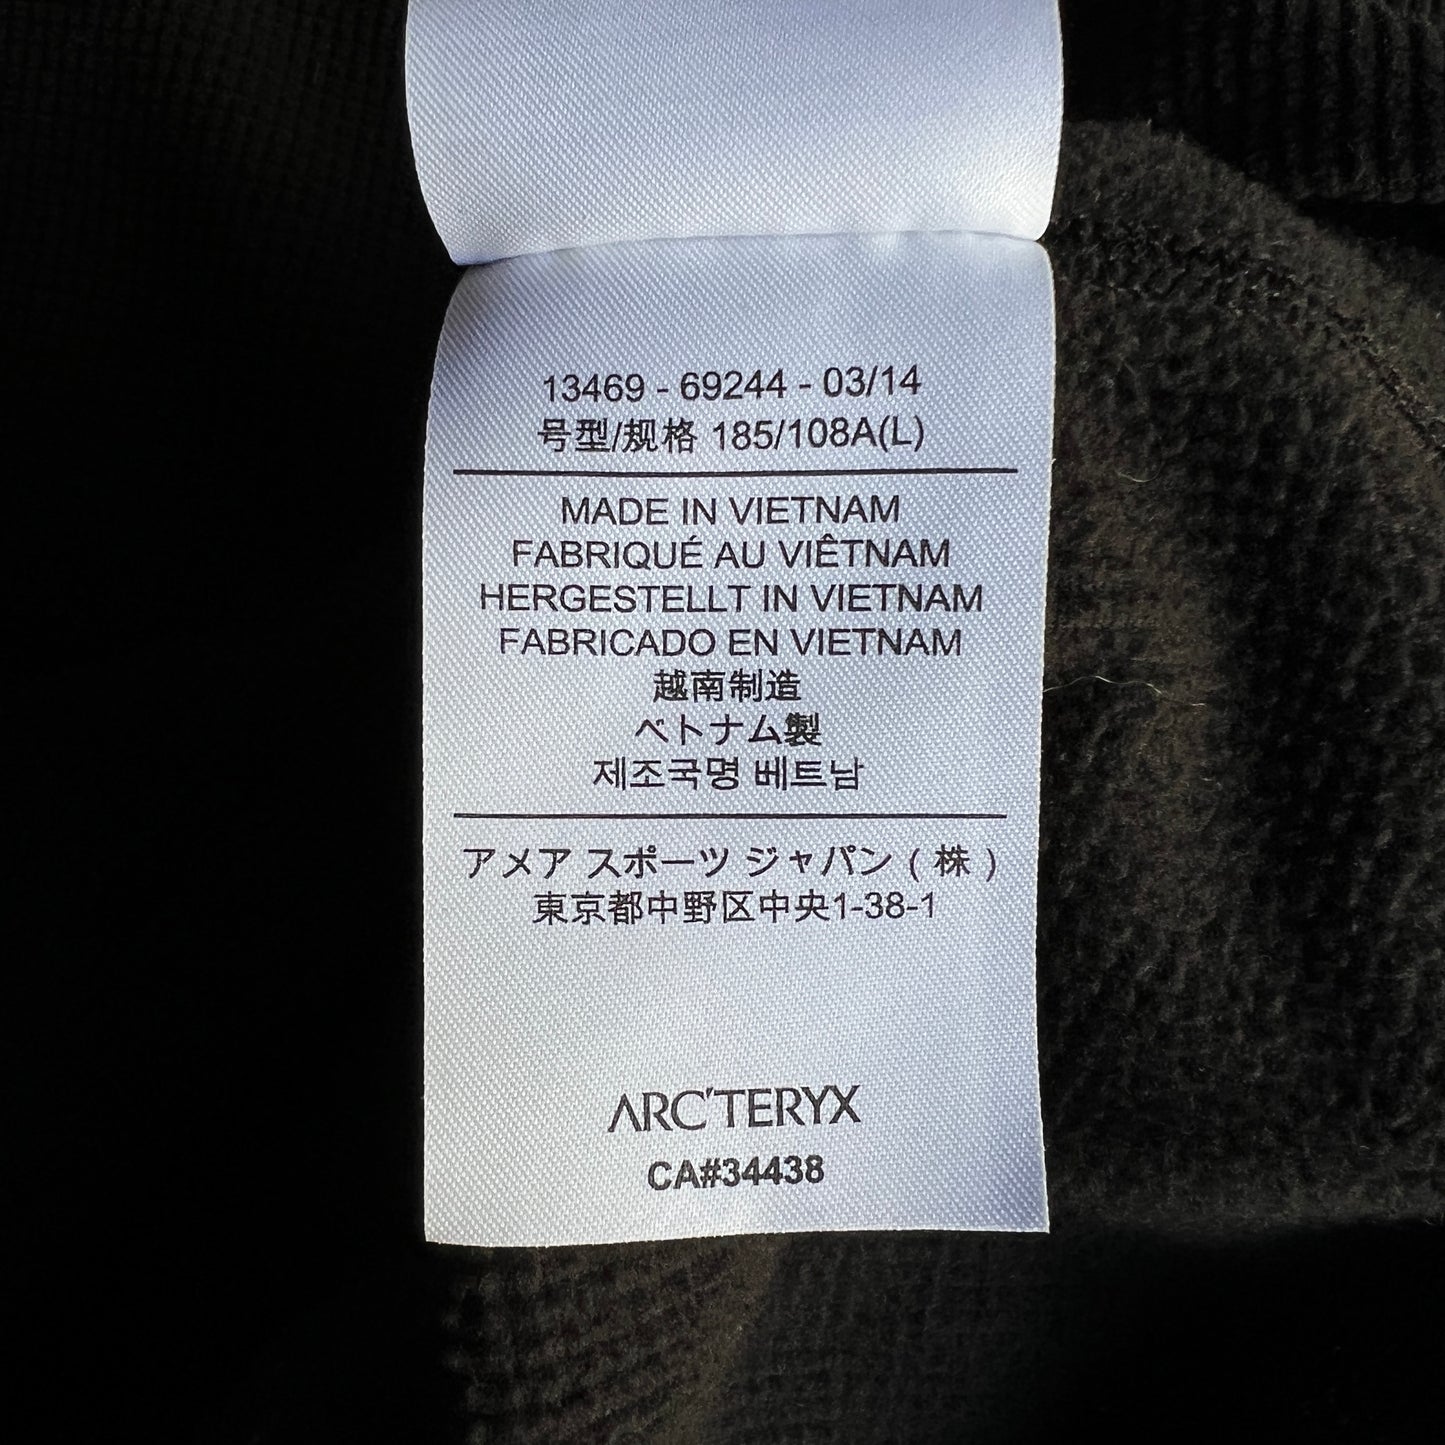 13469 - 69244 - 03/14
号型/规格 185/108A(L)
MADE IN VIETNAM
FABRIQUÉ AU VIÊTNAM
HERGESTELLT IN VIETNAM
FABRICADO EN VIETNAM
越南制造
ベトナム製
제조국명 베트남
アメア スポーツ ジャパン ( 株 )
東京都中野区中央1-38-1
ARC'TERYX
CA#34438